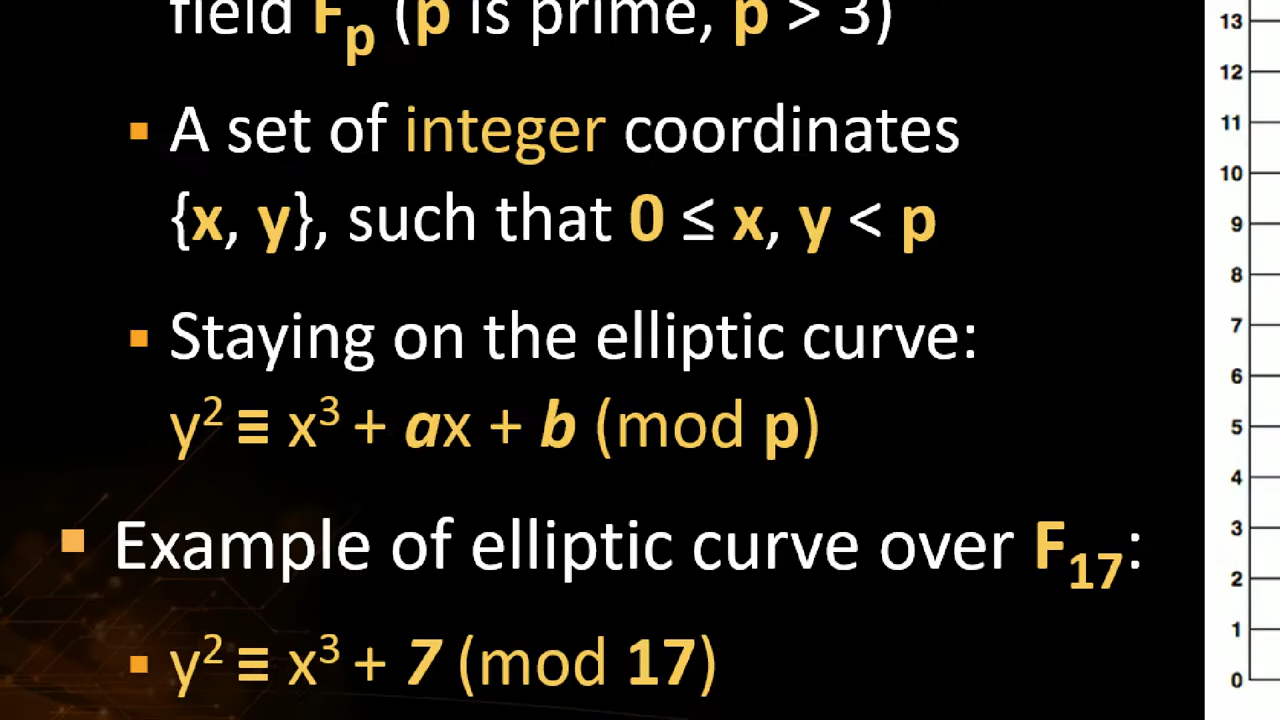 field Fₚ (p is prime, p > 3)
▪ A set of integer coordinates
{x, y}, such that 0 ≤ x, y < p
▪ Staying on the elliptic curve:
y² ≡ x³ + ax + b (mod p)
▪ Example of elliptic curve over F₁₇:
▪ y² ≡ x³ + 7 (mod 17)
13
12
11
10
9
8
7
6
5
4
3
2
1
0